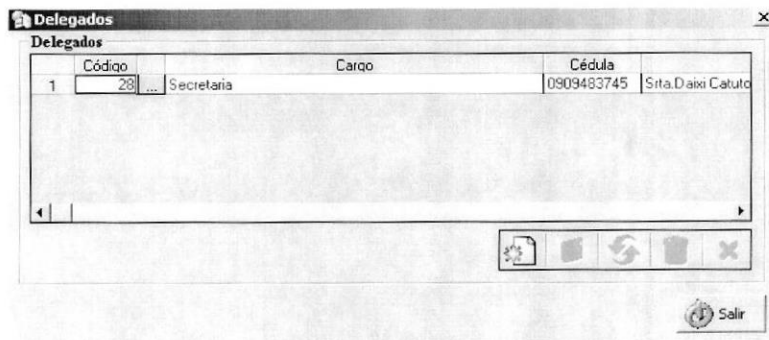 Delegados
Delegados
Código Cargo Cédula
1 28 ... Secretaria 0909483745 Srta.Daixi Catuto
Salir